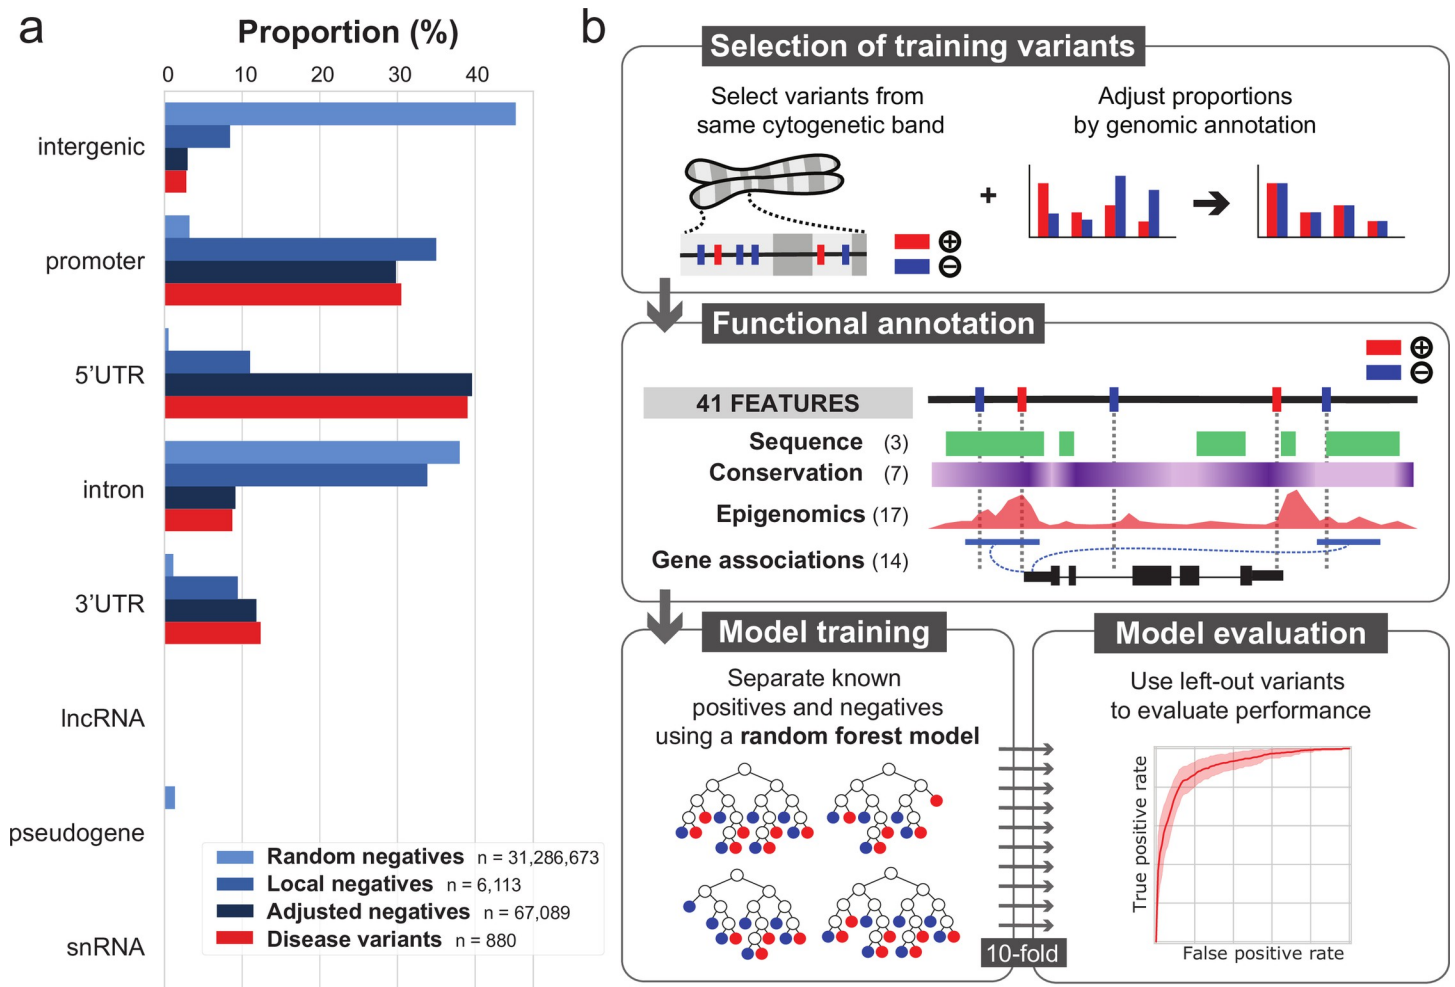 a
Proportion (%)
0 10 20 30 40
intergenic
promoter
5'UTR
intron
3'UTR
lncRNA
pseudogene
snRNA
Random negatives n = 31,286,673
Local negatives n = 6,113
Adjusted negatives n = 67,089
Disease variants n = 880
b
Selection of training variants
Select variants from
same cytogenetic band
+
Adjust proportions
by genomic annotation
+
−
Functional annotation
+
−
41 FEATURES
Sequence (3)
Conservation (7)
Epigenomics (17)
Gene associations (14)
Model training
Separate known
positives and negatives
using a random forest model
10-fold
Model evaluation
Use left-out variants
to evaluate performance
True positive rate
False positive rate